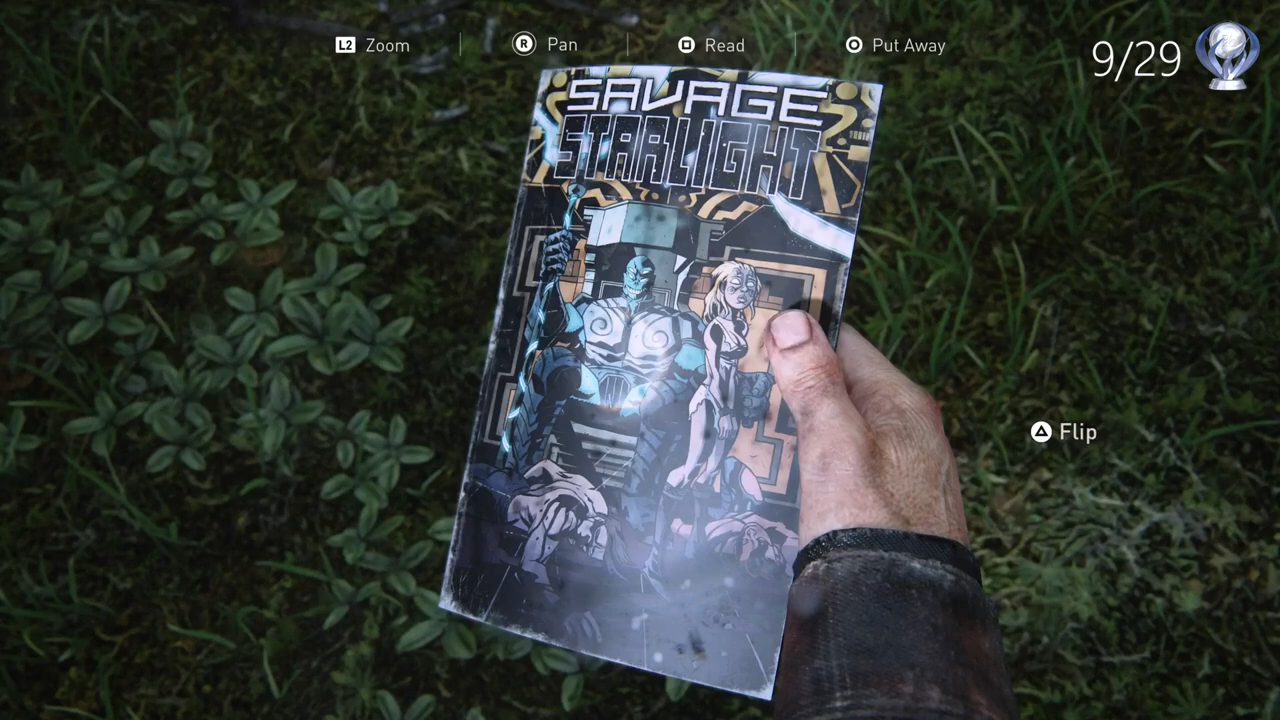 L2 Zoom
R Pan
Read
Put Away
9/29
SAVAGE
STARLIGHT
Flip